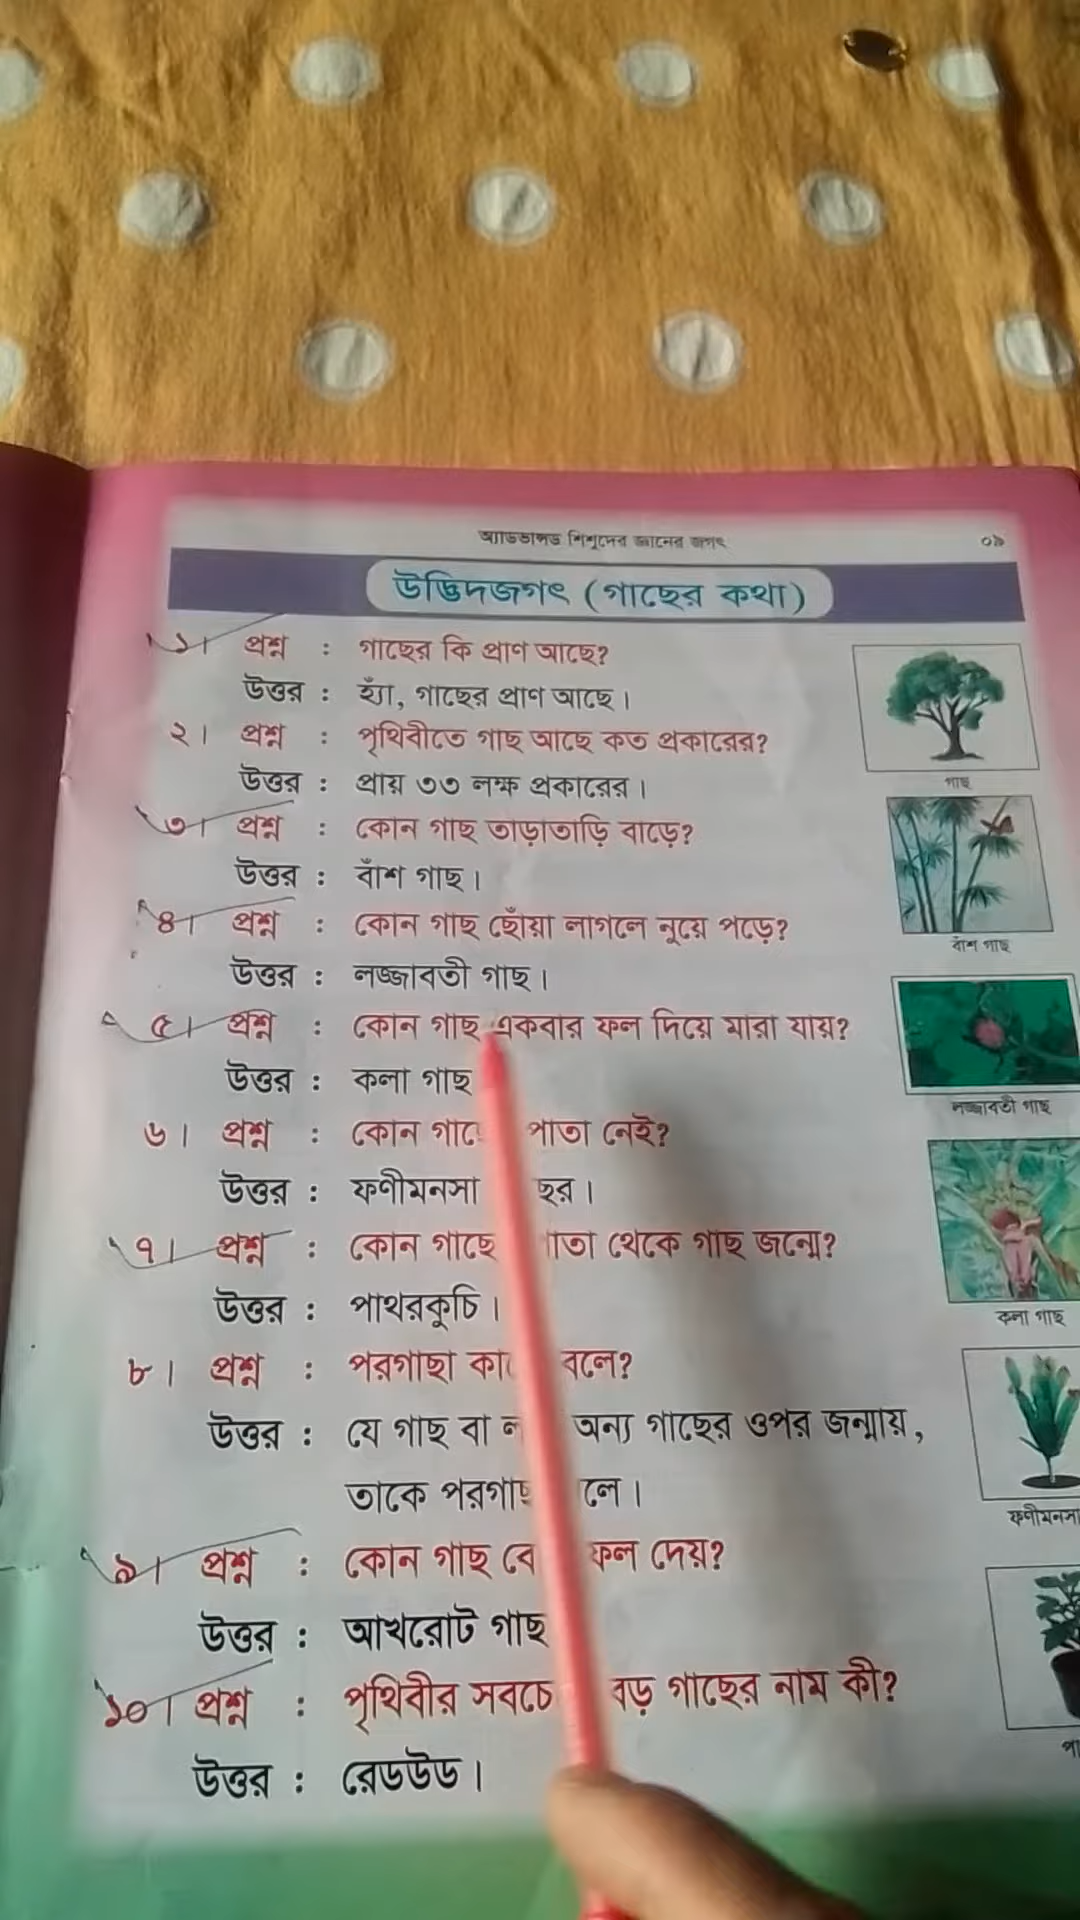 অ্যাডভান্সড শিশুদের জ্ঞানের জগৎ ০৯
উদ্ভিদজগৎ (গাছের কথা)
১। প্রশ্ন : গাছের কি প্রাণ আছে?
উত্তর : হ্যাঁ, গাছের প্রাণ আছে।
২। প্রশ্ন : পৃথিবীতে গাছ আছে কত প্রকারের?
উত্তর : প্রায় ৩৩ লক্ষ প্রকারের।
গাছ
৩। প্রশ্ন : কোন গাছ তাড়াতাড়ি বাড়ে?
উত্তর : বাঁশ গাছ।
৪। প্রশ্ন : কোন গাছ ছোঁয়া লাগলে নুয়ে পড়ে?
বাঁশ গাছ
উত্তর : লজ্জাবতী গাছ।
৫। প্রশ্ন : কোন গাছ একবার ফল দিয়ে মারা যায়?
উত্তর : কলা গাছ
লজ্জাবতী গাছ
৬। প্রশ্ন : কোন পাতা নেই?
উত্তর : ফণীমনসা
৭। প্রশ্ন : কোন থেকে গাছ জন্মে?
উত্তর : পাথরকুচি।
কলা গাছ
৮। প্রশ্ন : পরগাছা বলে?
উত্তর : যে গাছ বা অন্য গাছের ওপর জন্মায়,
তাকে
ফণীমনসা
৯। প্রশ্ন : কোন গাছ ফল দেয়?
উত্তর : আখরোট গাছ
১০। প্রশ্ন : পৃথিবীর বড় গাছের নাম কী?
উত্তর : রেডউড।